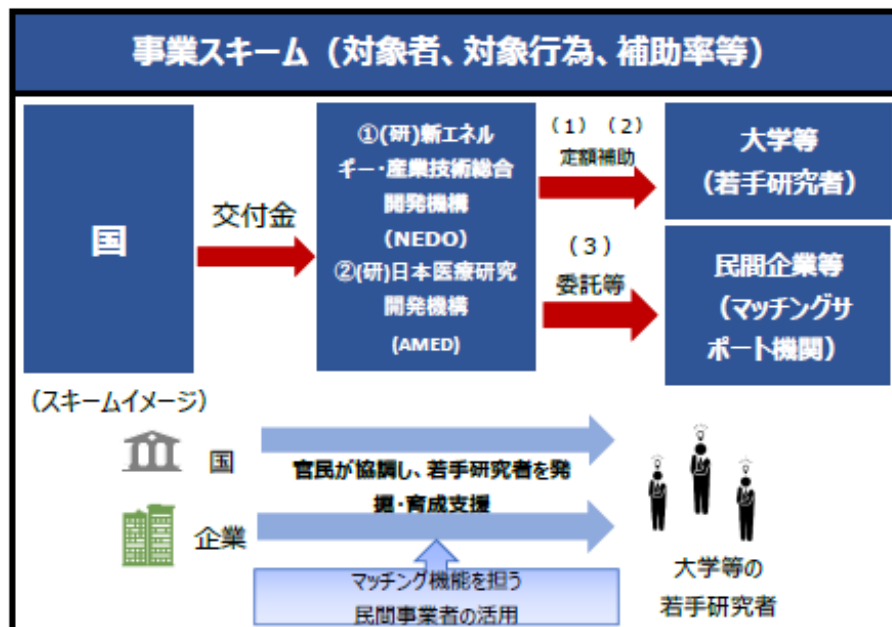 事業スキーム（対象者、対象行為、補助率等）
国
交付金
①(研)新エネル
ギー・産業技術総合
開発機構
（NEDO）
②(研)日本医療研究
開発機構
(AMED)
（１）（２）
定額補助
大学等
（若手研究者）
（３）
委託等
民間企業等
（マッチングサ
ポート機関）
（スキームイメージ）
国
官民が協調し、若手研究者を発
掘・育成支援
企業
マッチング機能を担う
民間事業者の活用
大学等の
若手研究者